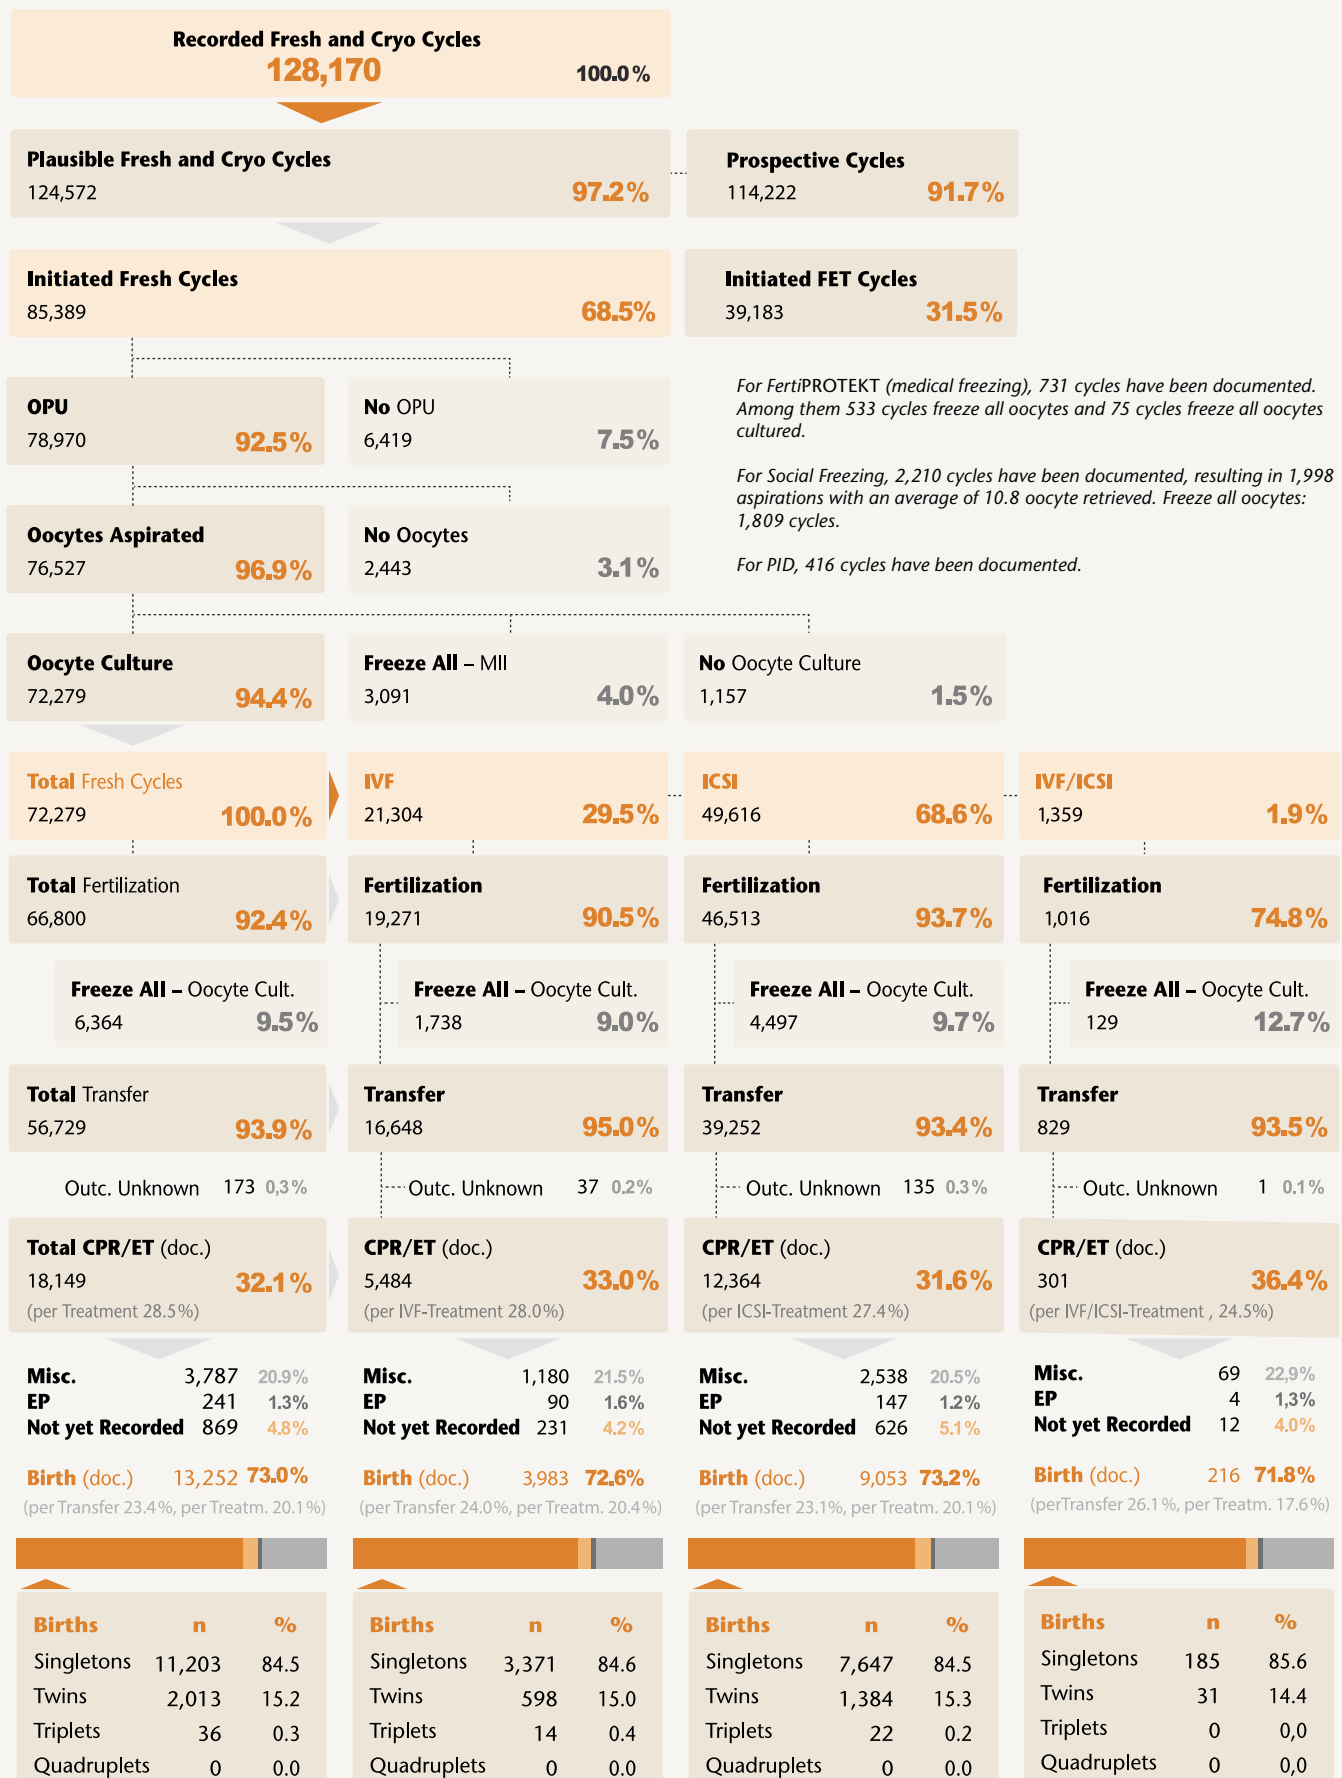 Recorded Fresh and Cryo Cycles
128,170 100.0%
Plausible Fresh and Cryo Cycles
124,572 97.2%
Prospective Cycles
114,222 91.7%
Initiated Fresh Cycles
85,389 68.5%
Initiated FET Cycles
39,183 31.5%
OPU
78,970 92.5%
No OPU
6,419 7.5%
For FertiPROTEKT (medical freezing), 731 cycles have been documented.
Among them 533 cycles freeze all oocytes and 75 cycles freeze all oocytes
cultured.
For Social Freezing, 2,210 cycles have been documented, resulting in 1,998
aspirations with an average of 10.8 oocyte retrieved. Freeze all oocytes:
1,809 cycles.
For PID, 416 cycles have been documented.
Oocytes Aspirated
76,527 96.9%
No Oocytes
2,443 3.1%
Oocyte Culture
72,279 94.4%
Freeze All – MII
3,091 4.0%
No Oocyte Culture
1,157 1.5%
Total Fresh Cycles
72,279 100.0%
IVF
21,304 29.5%
ICSI
49,616 68.6%
IVF/ICSI
1,359 1.9%
Total Fertilization
66,800 92.4%
Fertilization
19,271 90.5%
Fertilization
46,513 93.7%
Fertilization
1,016 74.8%
Freeze All – Oocyte Cult.
6,364 9.5%
Freeze All – Oocyte Cult.
1,738 9.0%
Freeze All – Oocyte Cult.
4,497 9.7%
Freeze All – Oocyte Cult.
129 12.7%
Total Transfer
56,729 93.9%
Transfer
16,648 95.0%
Transfer
39,252 93.4%
Transfer
829 93.5%
Outc. Unknown 173 0,3%
Outc. Unknown 37 0.2%
Outc. Unknown 135 0.3%
Outc. Unknown 1 0.1%
Total CPR/ET (doc.)
18,149 32.1%
(per Treatment 28.5%)
CPR/ET (doc.)
5,484 33.0%
(per IVF-Treatment 28.0%)
CPR/ET (doc.)
12,364 31.6%
(per ICSI-Treatment 27.4%)
CPR/ET (doc.)
301 36.4%
(per IVF/ICSI-Treatment , 24.5%)
Misc. 3,787 20.9%
EP 241 1.3%
Not yet Recorded 869 4.8%
Birth (doc.) 13,252 73.0%
(per Transfer 23.4%, per Treatm. 20.1%)
Misc. 1,180 21.5%
EP 90 1.6%
Not yet Recorded 231 4.2%
Birth (doc.) 3,983 72.6%
(per Transfer 24.0%, per Treatm. 20.4%)
Misc. 2,538 20.5%
EP 147 1.2%
Not yet Recorded 626 5.1%
Birth (doc.) 9,053 73.2%
(per Transfer 23.1%, per Treatm. 20.1%)
Misc. 69 22,9%
EP 4 1,3%
Not yet Recorded 12 4.0%
Birth (doc.) 216 71.8%
(perTransfer 26.1%, per Treatm. 17.6%)
Births n %
Singletons 11,203 84.5
Twins 2,013 15.2
Triplets 36 0.3
Quadruplets 0 0.0
Births n %
Singletons 3,371 84.6
Twins 598 15.0
Triplets 14 0.4
Quadruplets 0 0.0
Births n %
Singletons 7,647 84.5
Twins 1,384 15.3
Triplets 22 0.2
Quadruplets 0 0.0
Births n %
Singletons 185 85.6
Twins 31 14.4
Triplets 0 0,0
Quadruplets 0 0,0